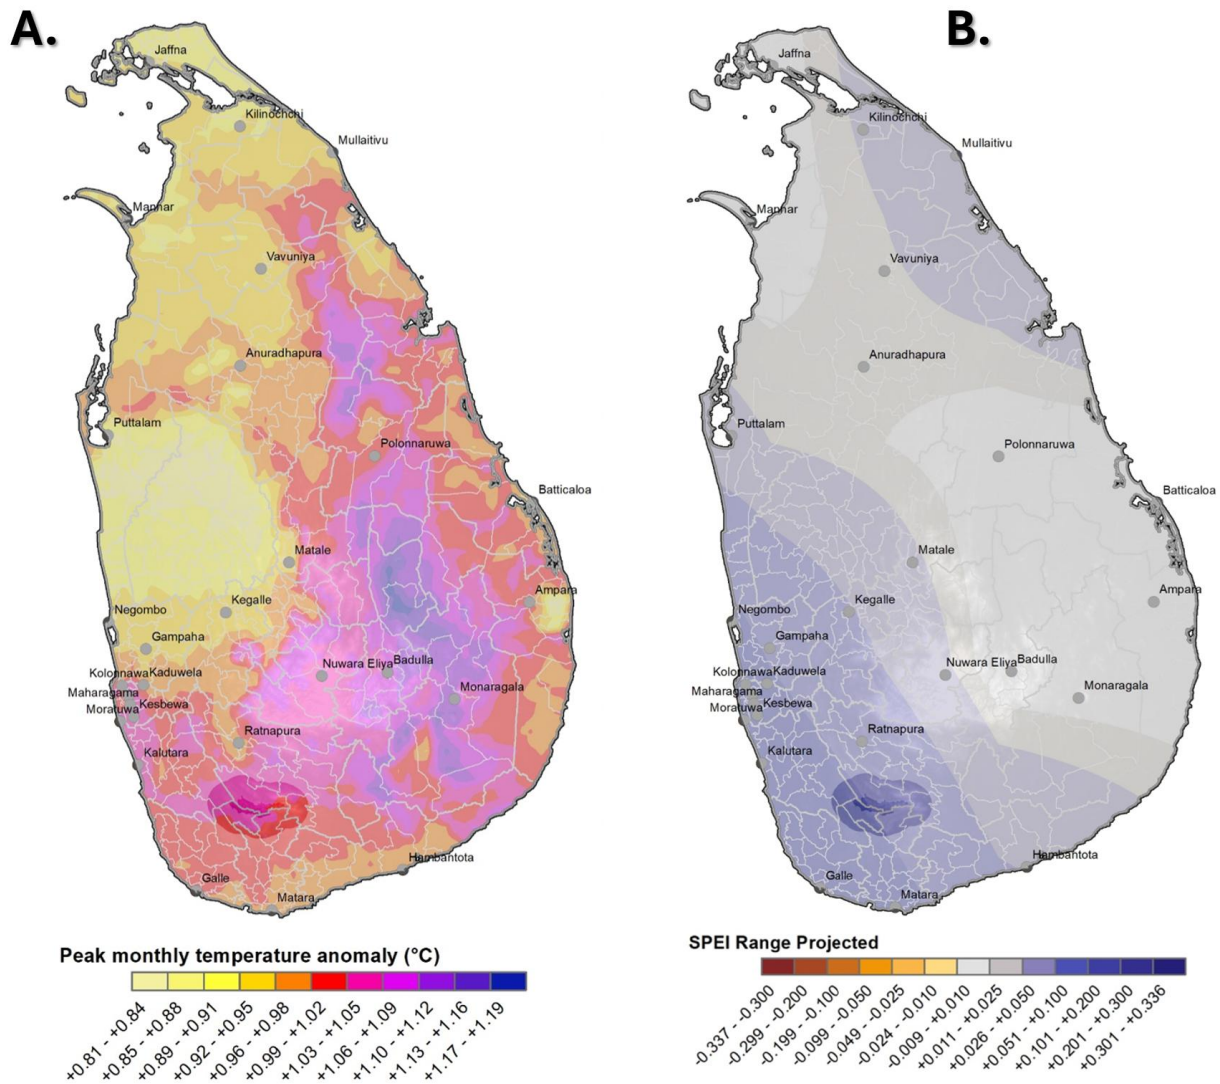 A.
Jaffna
Kilinochchi
Mullaitivu
Mannar
Vavuniya
Anuradhapura
Puttalam
Polonnaruwa
Batticaloa
Matale
Ampara
Kegalle
Negombo
Gampaha
Nuwara Eliya
Badulla
Kolonnawa
Kaduwela
Monaragala
Maharagama
Kesbewa
Moratuwa
Ratnapura
Kalutara
Hambantota
Galle
Matara
Peak monthly temperature anomaly (°C)
+0.81 - +0.84
+0.85 - +0.88
+0.89 - +0.91
+0.92 - +0.95
+0.96 - +0.98
+0.99 - +1.02
+1.03 - +1.05
+1.06 - +1.09
+1.10 - +1.12
+1.13 - +1.16
+1.17 - +1.19
B.
Jaffna
Kilinochchi
Mullaitivu
Mannar
Vavuniya
Anuradhapura
Puttalam
Polonnaruwa
Batticaloa
Matale
Ampara
Kegalle
Negombo
Gampaha
Nuwara Eliya
Badulla
Kolonnawa
Kaduwela
Monaragala
Maharagama
Kesbewa
Moratuwa
Ratnapura
Kalutara
Hambantota
Galle
Matara
SPEI Range Projected
-0.337 - -0.300
-0.299 - -0.200
-0.199 - -0.100
-0.099 - -0.050
-0.049 - -0.025
-0.024 - -0.010
-0.009 - +0.010
+0.011 - +0.025
+0.026 - +0.050
+0.051 - +0.100
+0.101 - +0.200
+0.201 - +0.300
+0.301 - +0.336